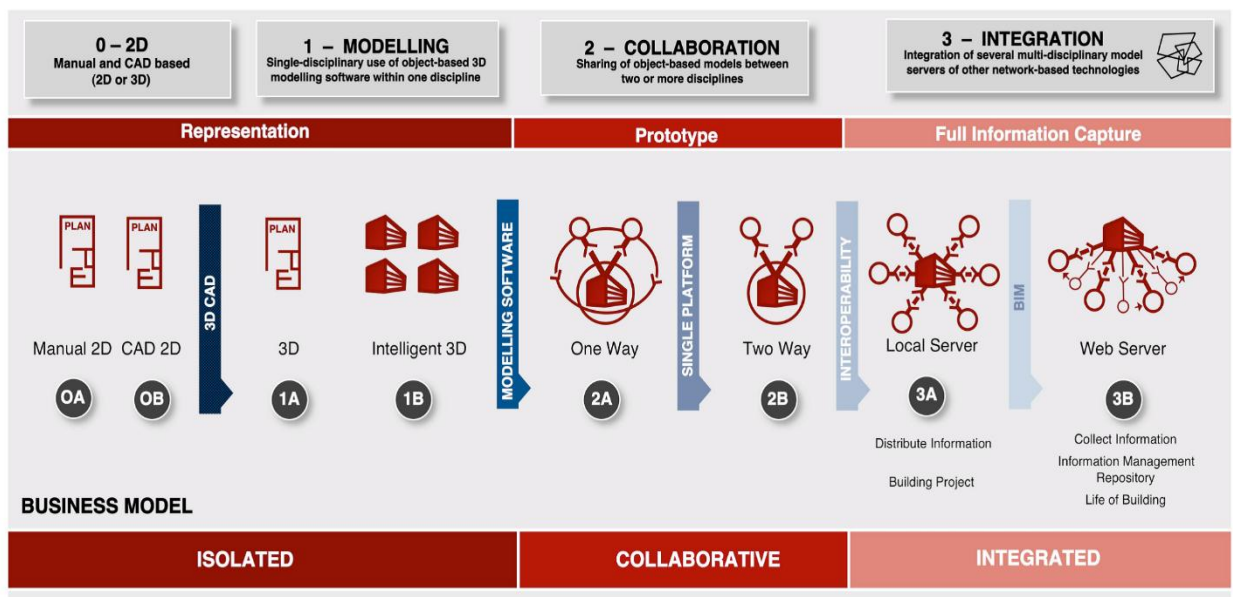 0 – 2D
Manual and CAD based
(2D or 3D)
1 – MODELLING
Single-disciplinary use of object-based 3D
modelling software within one discipline
2 – COLLABORATION
Sharing of object-based models between
two or more disciplines
3 – INTEGRATION
Integration of several multi-disciplinary model
servers of other network-based technologies
Representation
Prototype
Full Information Capture
PLAN
PLAN
3D CAD
PLAN
MODELLING SOFTWARE
SINGLE PLATFORM
INTEROPERABILITY
BIM
Manual 2D
CAD 2D
3D
Intelligent 3D
One Way
Two Way
Local Server
Web Server
OA
OB
1A
1B
2A
2B
3A
3B
Distribute Information
Building Project
Collect Information
Information Management
Repository
Life of Building
BUSINESS MODEL
ISOLATED
COLLABORATIVE
INTEGRATED